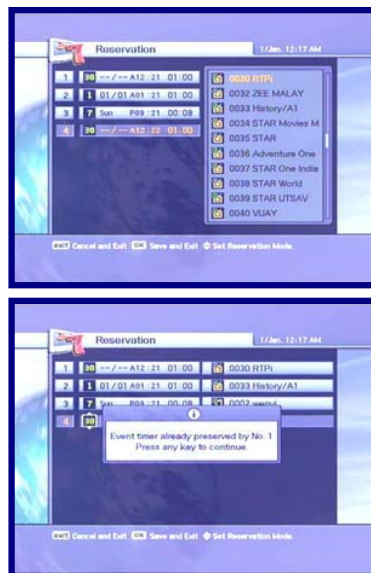 Reservation 1/Jan. 12:17 AM
1 30 --/-- A12:21 01:00
2 1 01/01 A01:21 01:00
3 7 Sun P09:21 00:08
4 30 --/-- A12:22 01:00
0030 RTPi
0032 ZEE MALAY
0033 History/A1
0034 STAR Movies M
0035 STAR
0036 Adventure One
0037 STAR One India
0038 STAR World
0039 STAR UTSAV
0040 VIJAY
exit Cancel and Exit OK Save and Exit Set Reservation Mode.
Reservation 1/Jan. 12:17 AM
1 30 --/-- A12:21 01:00 0030 RTPi
2 1 01/01 A01:21 01:00 0033 History/A1
3 7 Sun P09:21 00:08 0002
4 30
Event timer already preserved by No. 1
Press any key to continue.
exit Cancel and Exit OK Save and Exit Set Reservation Mode.